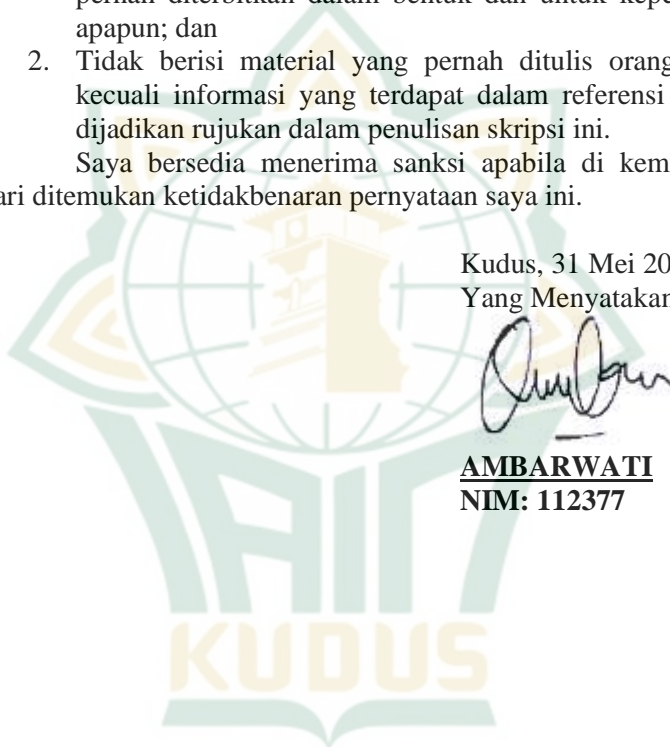 pernah diterbitkan dalam bentuk dan untuk
apapun; dan
2. Tidak berisi material yang pernah ditulis orang
kecuali informasi yang terdapat dalam referensi
dijadikan rujukan dalam penulisan skripsi ini.
Saya bersedia menerima sanksi apabila di kem
ari ditemukan ketidakbenaran pernyataan saya ini.
Kudus, 31 Mei 20
Yang Menyatakan
AMBARWATI
NIM: 112377
IAIN
KUDUS